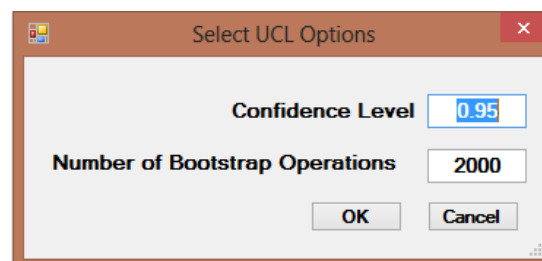 Select UCL Options
×
Confidence Level 0.95
Number of Bootstrap Operations 2000
OK Cancel